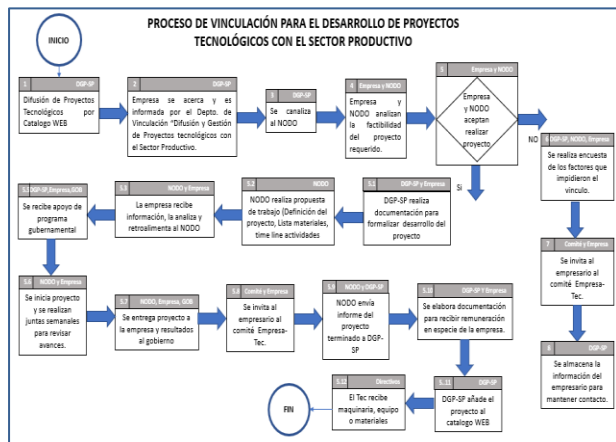 PROCESO DE VINCULACIÓN PARA EL DESARROLLO DE PROYECTOS
TECNOLÓGICOS CON EL SECTOR PRODUCTIVO
INICIO
1 DGP-SP
Difusión de Proyectos
Tecnológicos por
Catalogo WEB
2 DGP-SP
Empresa se acerca y es
informada por el Depto. de
Vinculación "Difusión y Gestión
de Proyectos tecnológicos con
el Sector Productivo.
3 DGP-SP
Se canaliza
al NODO
4 Empresa y NODO
Empresa y
NODO analizan
la factibilidad
del proyecto
requerido.
5 Empresa y NODO
Empresa
y NODO
aceptan
realizar
proyecto
NO
Si
DGP-SP, NODO, Empresa
Se realiza encuesta
de los factores que
impidieron el
vinculo.
7 Comité y Empresa
Se invita al
empresario al
comité Empresa-
Tec.
8 DGP-SP
Se almacena la
información del
empresario para
mantener contacto.
5.1 DGP-SP y Empresa
DGP-SP realiza
documentación para
formalizar desarrollo del
proyecto
5.2 NODO
NODO realiza propuesta
de trabajo (Definición del
proyecto, Lista materiales,
time line actividades
5.3 NODO y Empresa
La empresa recibe
información, la analiza y
retroalimenta al NODO
DGP-SP, Empresa, GOB
Se recibe apoyo de
programa
gubernamental
5.6 NODO y Empresa
Se inicia proyecto y
se realizan
juntas semanales
para revisar
avances.
5.7 NODO, Empresa, GOB
Se entrega proyecto a
la empresa y resultados
al gobierno
5.8 Comité y Empresa
Se invita al
empresario al
comité Empresa-
Tec.
5.9 NODO y DGP-SP
NODO envía
informe del
proyecto
terminado a DGP-
SP
5.10 DGP-SP Y Empresa
Se elabora documentación
para recibir remuneración
en especie de la empresa.
5..11 DGP-SP
DGP-SP añade el
proyecto al
catalogo WEB
5.12 Directivos
El Tec recibe
maquinaria, equipo
o materiales
FIN